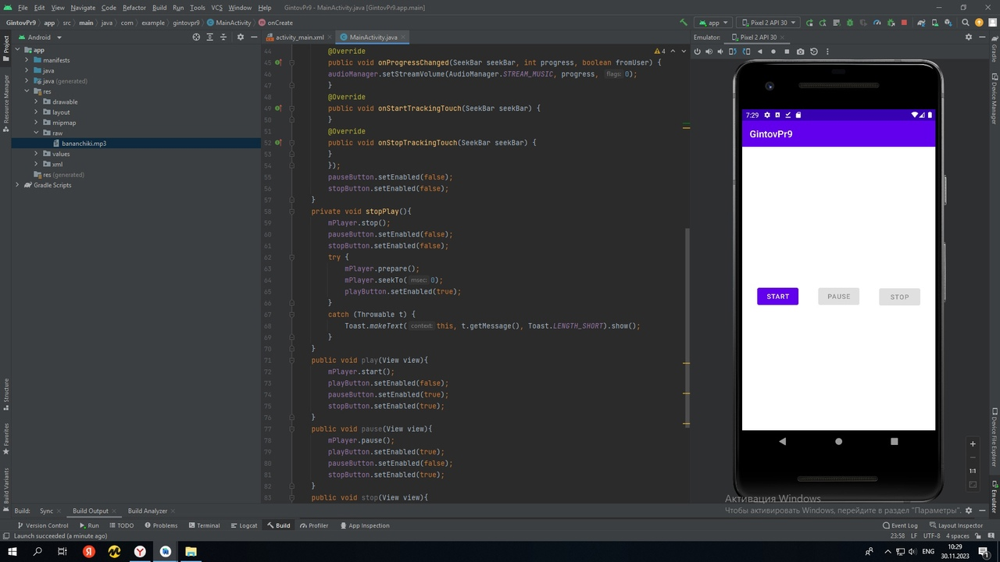 File Edit View Navigate Code Refactor Build Run Tools VCS Window Help GintovPr9 - MainActivity.java [GintovPr9.app.main]
GintovPr9 app src main java com example gintovpr9 MainActivity onCreate app Pixel 2 API 30
Project
Android
activity_main.xml MainActivity.java
Emulator: Pixel 2 API 30
Resource Manager
app
manifests
java
java (generated)
res
drawable
layout
mipmap
raw
bananchiki.mp3
values
xml
res (generated)
Gradle Scripts
Structure
Favorites
Build Variants
4
44 @Override
45 public void onProgressChanged(SeekBar seekBar, int progress, boolean fromUser) {
46 audioManager.setStreamVolume(AudioManager.STREAM_MUSIC, progress, flags: 0);
47 }
48 @Override
49 public void onStartTrackingTouch(SeekBar seekBar) {
50 }
51 @Override
52 public void onStopTrackingTouch(SeekBar seekBar) {
53 }
54 });
55 pauseButton.setEnabled(false);
56 stopButton.setEnabled(false);
57 }
58 private void stopPlay(){
59 mPlayer.stop();
60 pauseButton.setEnabled(false);
61 stopButton.setEnabled(false);
62 try {
63 mPlayer.prepare();
64 mPlayer.seekTo( msec: 0);
65 playButton.setEnabled(true);
66 }
67 catch (Throwable t) {
68 Toast.makeText( context: this, t.getMessage(), Toast.LENGTH_SHORT).show();
69 }
70 }
71 public void play(View view){
72 mPlayer.start();
73 playButton.setEnabled(false);
74 pauseButton.setEnabled(true);
75 stopButton.setEnabled(true);
76 }
77 public void pause(View view){
78 mPlayer.pause();
79 playButton.setEnabled(true);
80 pauseButton.setEnabled(false);
81 stopButton.setEnabled(true);
82 }
83 public void stop(View view){
7:29
GintovPr9
START PAUSE STOP
1:1
Gradle
Device Manager
Device File Explorer
Emulator
Активация Windows
Чтобы активировать Windows, перейдите в раздел "Параметры".
Build: Sync Build Output Build Analyzer
Version Control Run TODO Problems Terminal Logcat Build Profiler App Inspection Event Log Layout Inspector
Launch succeeded (a minute ago) 23:58 LF UTF-8 4 spaces
Я Y ENG 10:29
30.11.2023 1